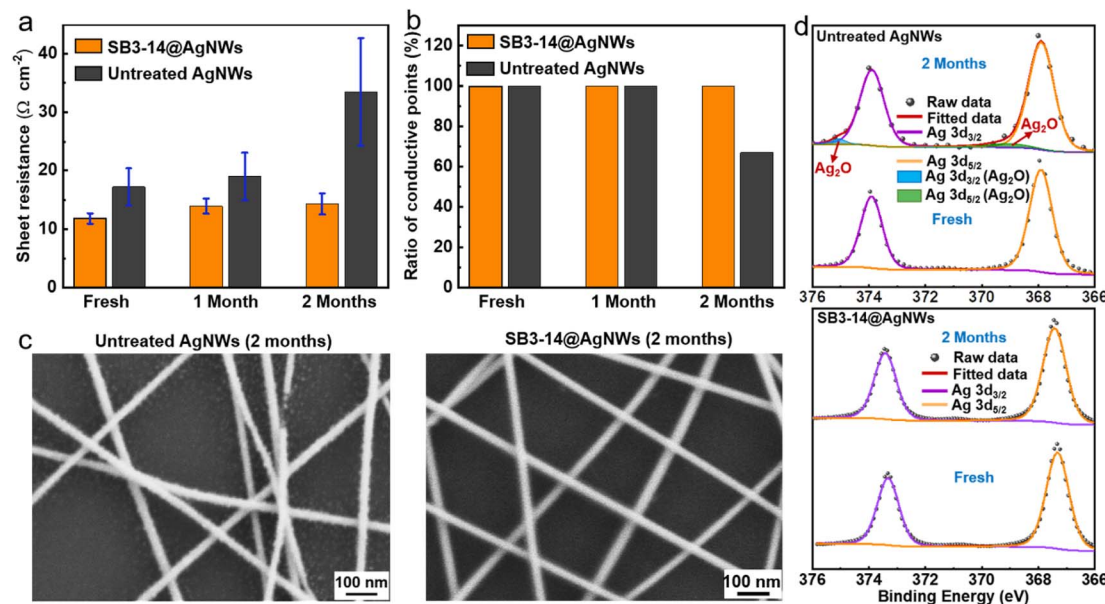 a
Sheet resistance (Ω cm⁻²)
40
30
20
10
0
SB3-14@AgNWs
Untreated AgNWs
Fresh
1 Month
2 Months
b
Ratio of conductive points (%)
120
100
80
60
40
20
0
SB3-14@AgNWs
Untreated AgNWs
Fresh
1 Month
2 Months
c
Untreated AgNWs (2 months)
100 nm
SB3-14@AgNWs (2 months)
100 nm
d
Untreated AgNWs
2 Months
Raw data
Fitted data
Ag 3d₃/₂
Ag₂O
Ag₂O
Ag 3d₅/₂
Ag 3d₃/₂ (Ag₂O)
Ag 3d₅/₂ (Ag₂O)
Fresh
376 374 372 370 368 366
SB3-14@AgNWs
2 Months
Raw data
Fitted data
Ag 3d₃/₂
Ag 3d₅/₂
Fresh
376 374 372 370 368 366
Binding Energy (eV)